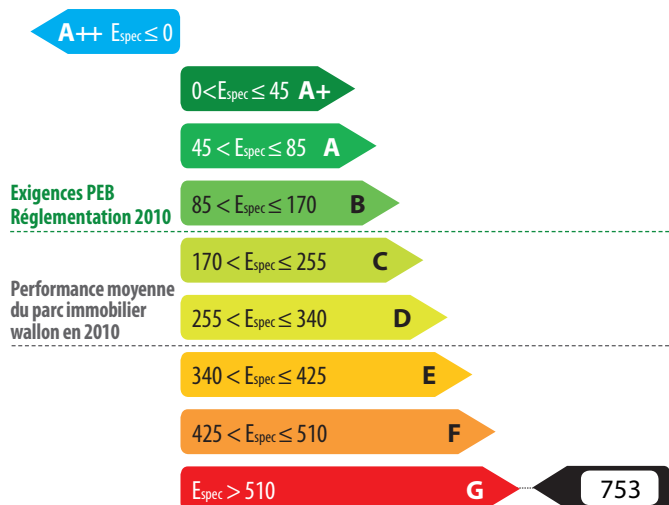 A++ Espec ≤ 0
0<Espec ≤ 45 A+
45 < Espec ≤ 85 A
Exigences PEB
Réglementation 2010
85 < Espec ≤ 170 B
170 < Espec ≤ 255 C
Performance moyenne
du parc immobilier
wallon en 2010
255 < Espec ≤ 340 D
340 < Espec ≤ 425 E
425 < Espec ≤ 510 F
Espec > 510 G 753